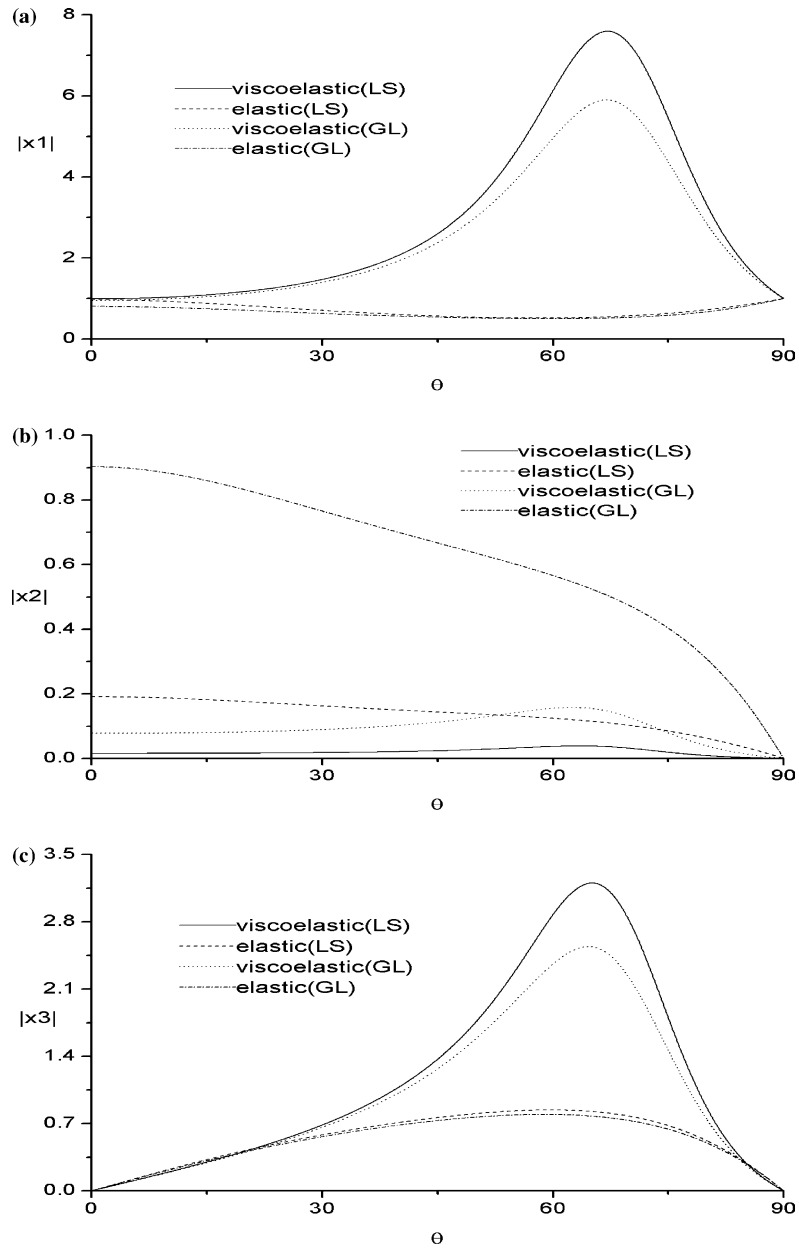 (a)
8
6
4
2
0
|x1|
viscoelastic(LS)
elastic(LS)
viscoelastic(GL)
elastic(GL)
0 30 60 90
Θ
(b)
1.0
0.8
0.6
0.4
0.2
0.0
|x2|
viscoelastic(LS)
elastic(LS)
viscoelastic(GL)
elastic(GL)
0 30 60 90
Θ
(c)
3.5
2.8
2.1
1.4
0.7
0.0
|x3|
viscoelastic(LS)
elastic(LS)
viscoelastic(GL)
elastic(GL)
0 30 60 90
Θ